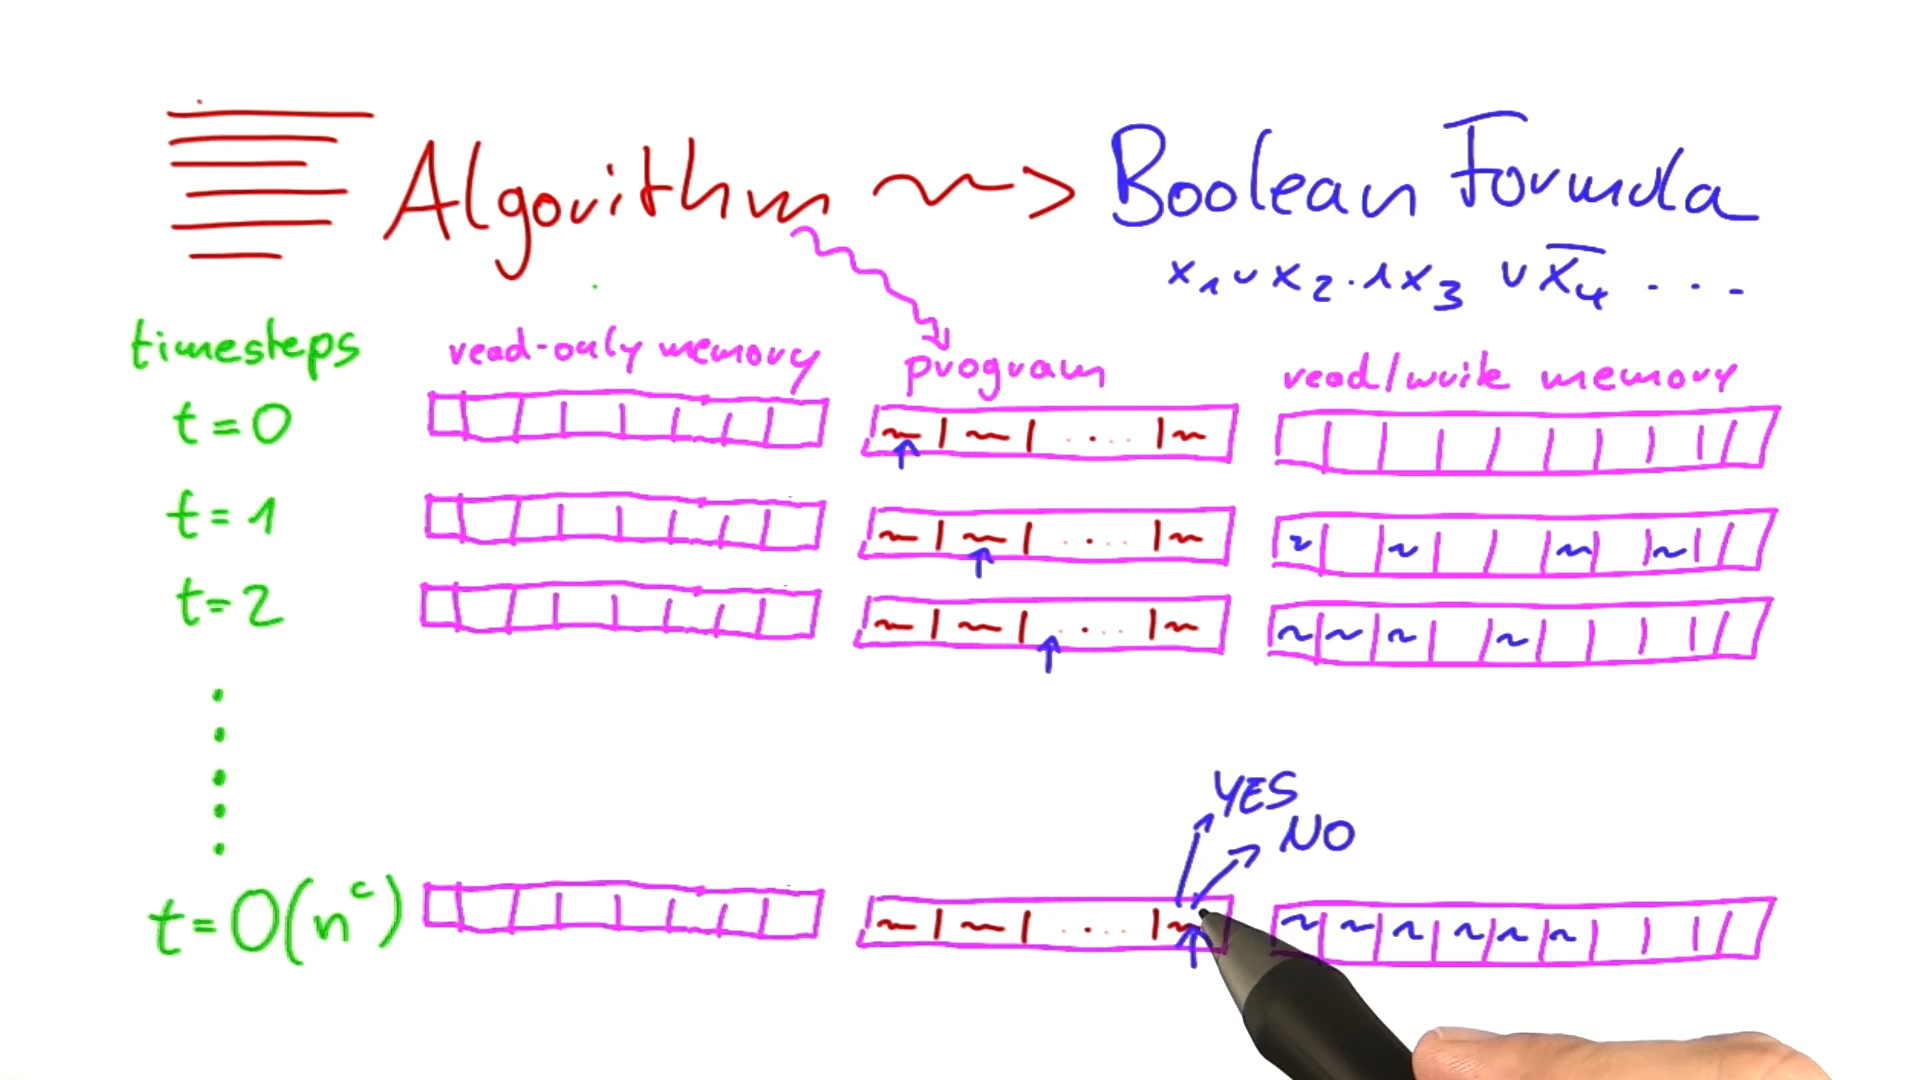 Algorithm ~> Boolean Formula
x₁ ∨ x₂ ∧ x₃ ∨ x̄₄ ...
timesteps read-only memory program read/write memory
t = 0
t = 1
t = 2
YES
NO
t = O(n^c)